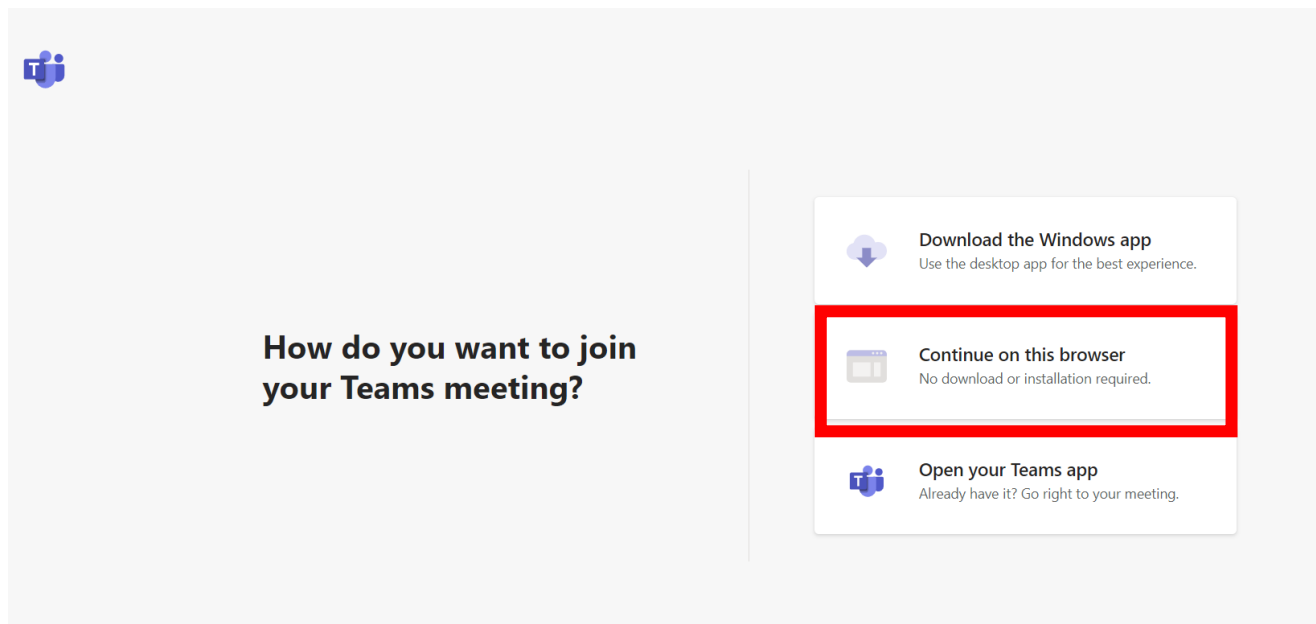 T
How do you want to join
your Teams meeting?
Download the Windows app
Use the desktop app for the best experience.
Continue on this browser
No download or installation required.
T
Open your Teams app
Already have it? Go right to your meeting.